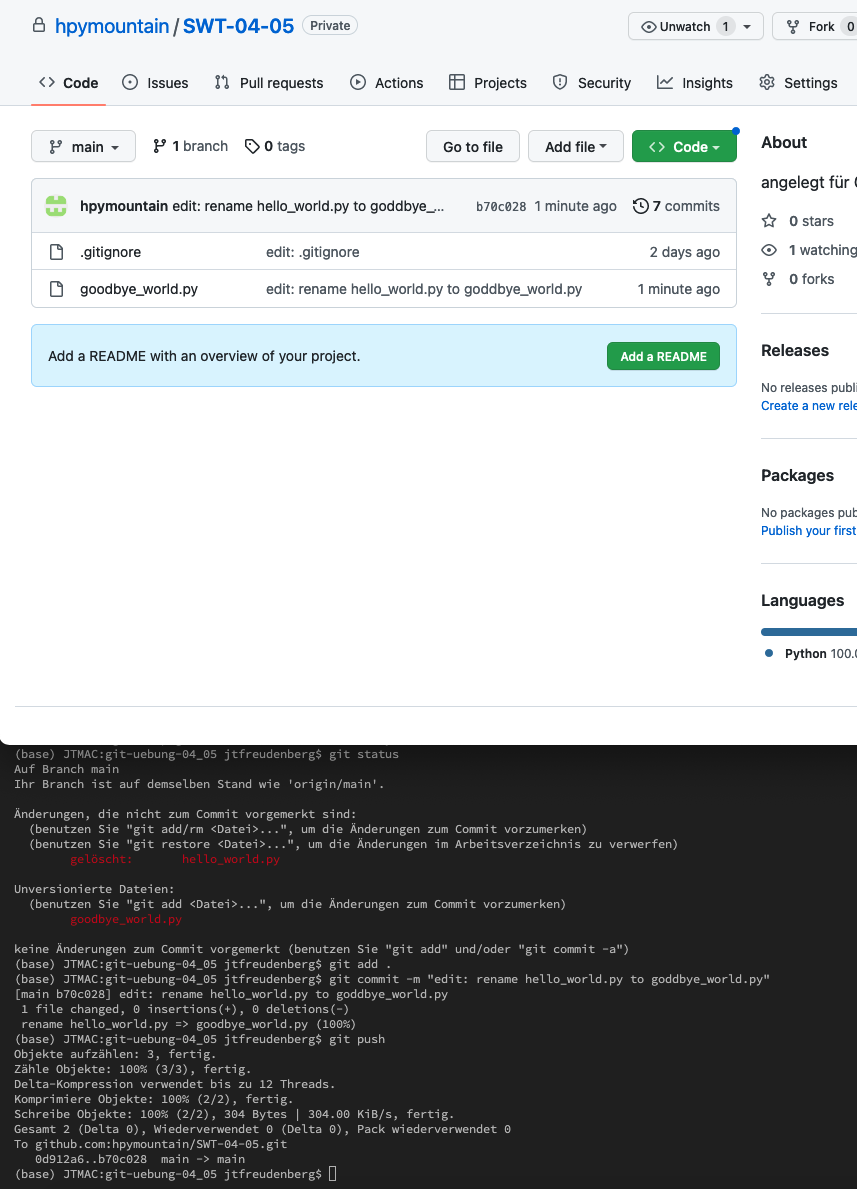 hpymountain / SWT-04-05 Private
Unwatch 1 Fork 0
Code Issues Pull requests Actions Projects Security Insights Settings
main 1 branch 0 tags Go to file Add file Code
hpymountain edit: rename hello_world.py to goddbye_... b70c028 1 minute ago 7 commits
.gitignore edit: .gitignore 2 days ago
goodbye_world.py edit: rename hello_world.py to goddbye_world.py 1 minute ago
Add a README with an overview of your project. Add a README
About
angelegt für
0 stars
1 watching
0 forks
Releases
No releases publi
Create a new rele
Packages
No packages pub
Publish your first
Languages
Python 100.0
(base) JTMAC:git-uebung-04_05 jtfreudenberg$ git status
Auf Branch main
Ihr Branch ist auf demselben Stand wie 'origin/main'.
Änderungen, die nicht zum Commit vorgemerkt sind:
(benutzen Sie "git add/rm <Datei>...", um die Änderungen zum Commit vorzumerken)
(benutzen Sie "git restore <Datei>...", um die Änderungen im Arbeitsverzeichnis zu verwerfen)
gelöscht: hello_world.py
Unversionierte Dateien:
(benutzen Sie "git add <Datei>...", um die Änderungen zum Commit vorzumerken)
goodbye_world.py
keine Änderungen zum Commit vorgemerkt (benutzen Sie "git add" und/oder "git commit -a")
(base) JTMAC:git-uebung-04_05 jtfreudenberg$ git add .
(base) JTMAC:git-uebung-04_05 jtfreudenberg$ git commit -m "edit: rename hello_world.py to goddbye_world.py"
[main b70c028] edit: rename hello_world.py to goddbye_world.py
1 file changed, 0 insertions(+), 0 deletions(-)
rename hello_world.py => goodbye_world.py (100%)
(base) JTMAC:git-uebung-04_05 jtfreudenberg$ git push
Objekte aufzählen: 3, fertig.
Zähle Objekte: 100% (3/3), fertig.
Delta-Kompression verwendet bis zu 12 Threads.
Komprimiere Objekte: 100% (2/2), fertig.
Schreibe Objekte: 100% (2/2), 304 Bytes | 304.00 KiB/s, fertig.
Gesamt 2 (Delta 0), Wiederverwendet 0 (Delta 0), Pack wiederverwendet 0
To github.com:hpymountain/SWT-04-05.git
0d912a6..b70c028 main -> main
(base) JTMAC:git-uebung-04_05 jtfreudenberg$